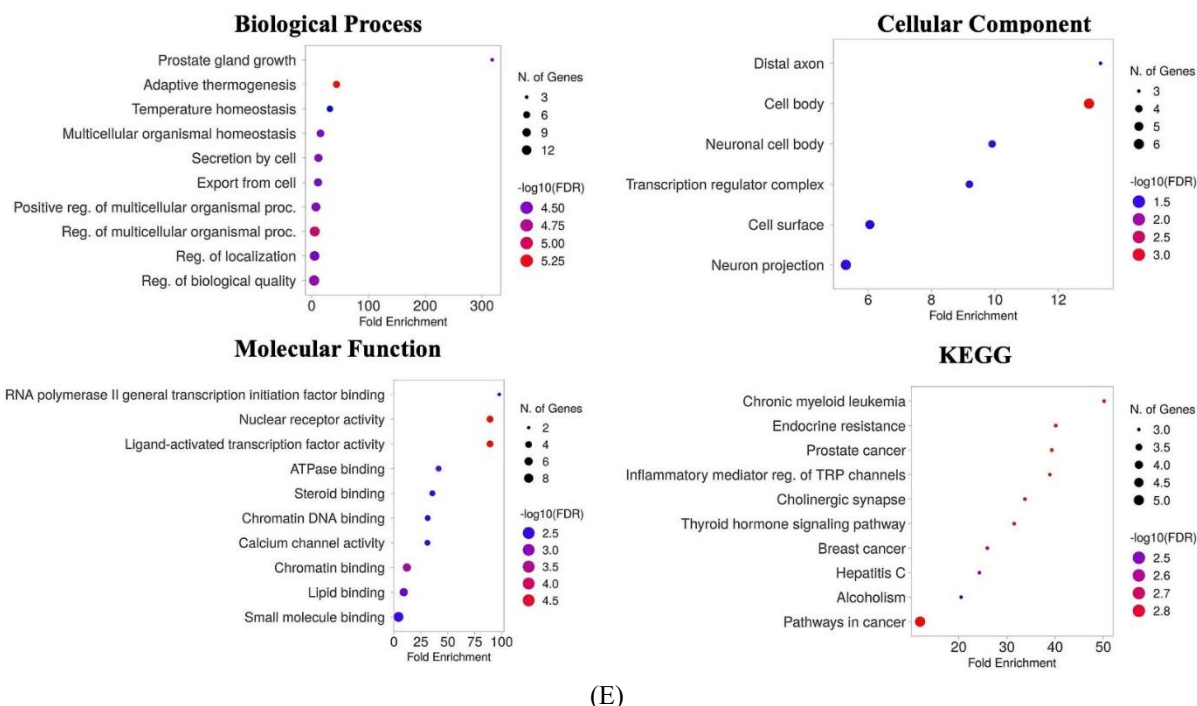 Biological Process
Prostate gland growth
Adaptive thermogenesis
Temperature homeostasis
Multicellular organismal homeostasis
Secretion by cell
Export from cell
Positive reg. of multicellular organismal proc.
Reg. of multicellular organismal proc.
Reg. of localization
Reg. of biological quality
0 100 200 300
Fold Enrichment
N. of Genes
3
6
9
12
-log10(FDR)
4.50
4.75
5.00
5.25
Cellular Component
Distal axon
Cell body
Neuronal cell body
Transcription regulator complex
Cell surface
Neuron projection
6 8 10 12
Fold Enrichment
N. of Genes
3
4
5
6
-log10(FDR)
1.5
2.0
2.5
3.0
Molecular Function
RNA polymerase II general transcription initiation factor binding
Nuclear receptor activity
Ligand-activated transcription factor activity
ATPase binding
Steroid binding
Chromatin DNA binding
Calcium channel activity
Chromatin binding
Lipid binding
Small molecule binding
0 25 50 75 100
Fold Enrichment
N. of Genes
2
4
6
8
-log10(FDR)
2.5
3.0
3.5
4.0
4.5
KEGG
Chronic myeloid leukemia
Endocrine resistance
Prostate cancer
Inflammatory mediator reg. of TRP channels
Cholinergic synapse
Thyroid hormone signaling pathway
Breast cancer
Hepatitis C
Alcoholism
Pathways in cancer
20 30 40 50
Fold Enrichment
N. of Genes
3.0
3.5
4.0
4.5
5.0
-log10(FDR)
2.5
2.6
2.7
2.8
(E)